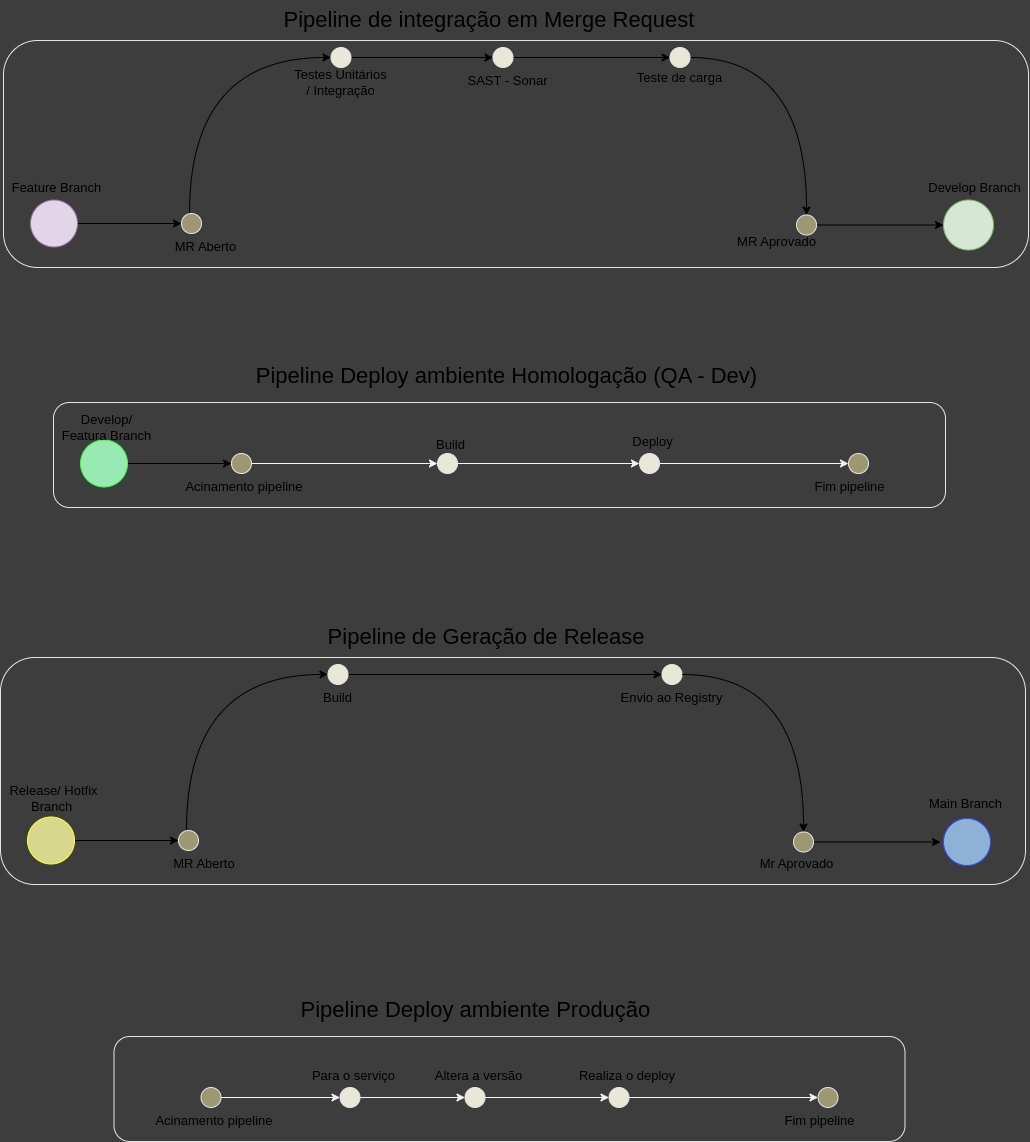 Pipeline de integração em Merge Request
Testes Unitários
/ Integração
SAST - Sonar
Teste de carga
Feature Branch
Develop Branch
MR Aberto
MR Aprovado
Pipeline Deploy ambiente Homologação (QA - Dev)
Develop/
Featura Branch
Build
Deploy
Acinamento pipeline
Fim pipeline
Pipeline de Geração de Release
Build
Envio ao Registry
Release/ Hotfix
Branch
Main Branch
MR Aberto
Mr Aprovado
Pipeline Deploy ambiente Produção
Para o serviço
Altera a versão
Realiza o deploy
Acinamento pipeline
Fim pipeline